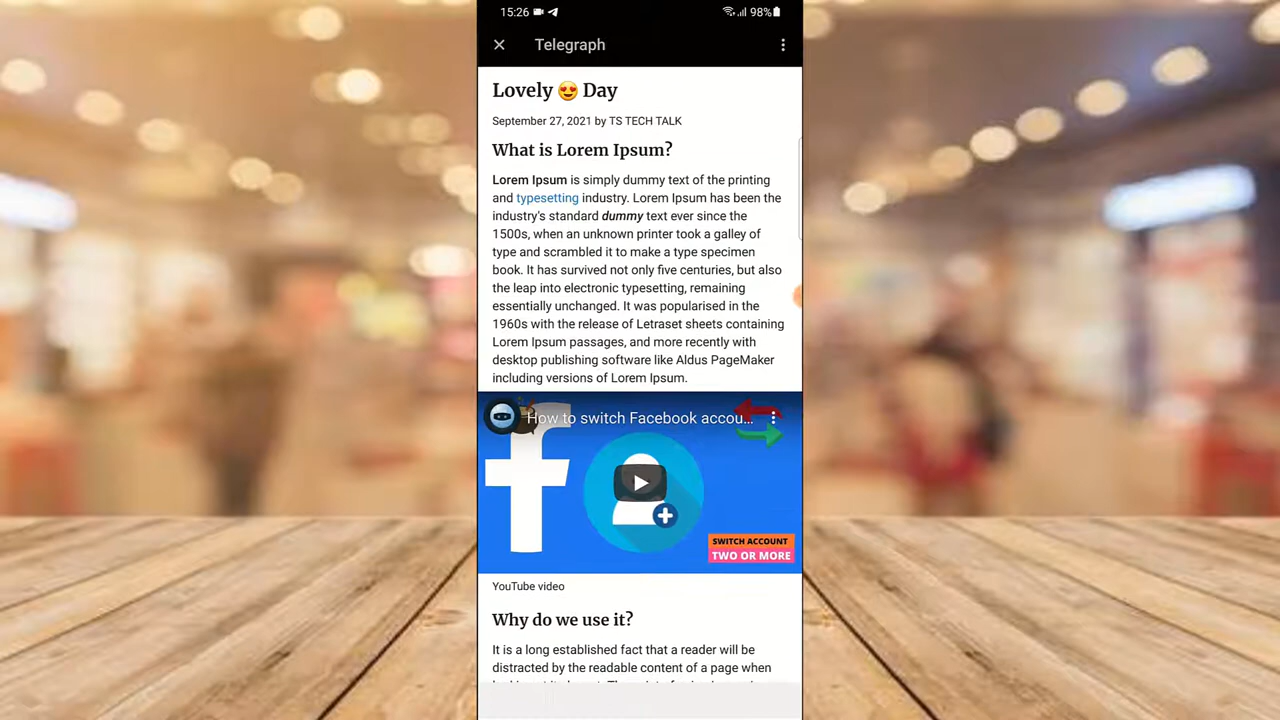 15:26 98%
Telegraph
Lovely 😍 Day
September 27, 2021 by TS TECH TALK
What is Lorem Ipsum?
Lorem Ipsum is simply dummy text of the printing
and typesetting industry. Lorem Ipsum has been the
industry's standard dummy text ever since the
1500s, when an unknown printer took a galley of
type and scrambled it to make a type specimen
book. It has survived not only five centuries, but also
the leap into electronic typesetting, remaining
essentially unchanged. It was popularised in the
1960s with the release of Letraset sheets containing
Lorem Ipsum passages, and more recently with
desktop publishing software like Aldus PageMaker
including versions of Lorem Ipsum.
How to switch Facebook accou...
SWITCH ACCOUNT
TWO OR MORE
YouTube video
Why do we use it?
It is a long established fact that a reader will be
distracted by the readable content of a page when